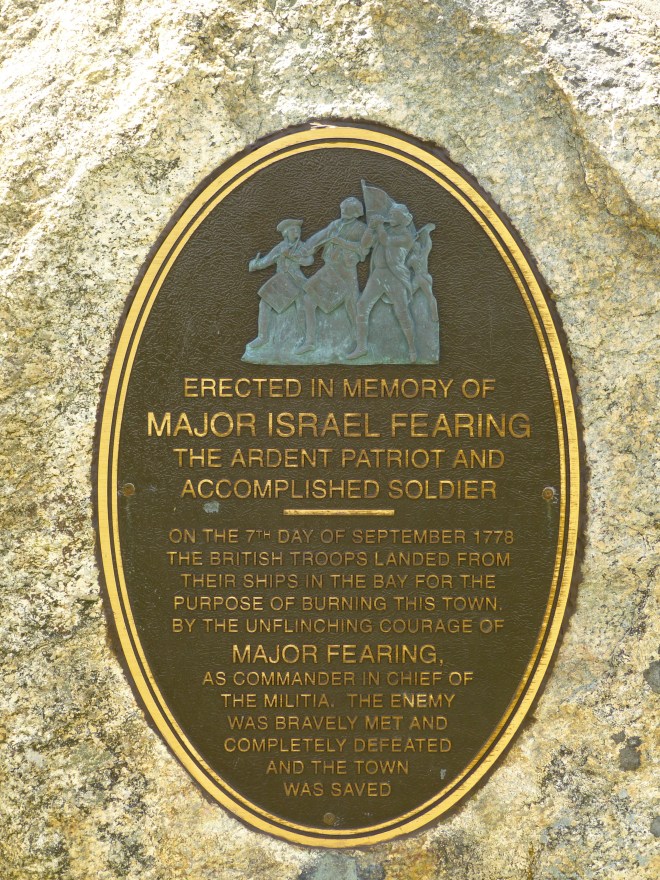 ERECTED IN MEMORY OF
MAJOR ISRAEL FEARING
THE ARDENT PATRIOT AND
ACCOMPLISHED SOLDIER
ON THE 7TH DAY OF SEPTEMBER 1778
THE BRITISH TROOPS LANDED FROM
THEIR SHIPS IN THE BAY FOR THE
PURPOSE OF BURNING THIS TOWN.
BY THE UNFLINCHING COURAGE OF
MAJOR FEARING,
AS COMMANDER IN CHIEF OF
THE MILITIA, THE ENEMY
WAS BRAVELY MET AND
COMPLETELY DEFEATED
AND THE TOWN
WAS SAVED